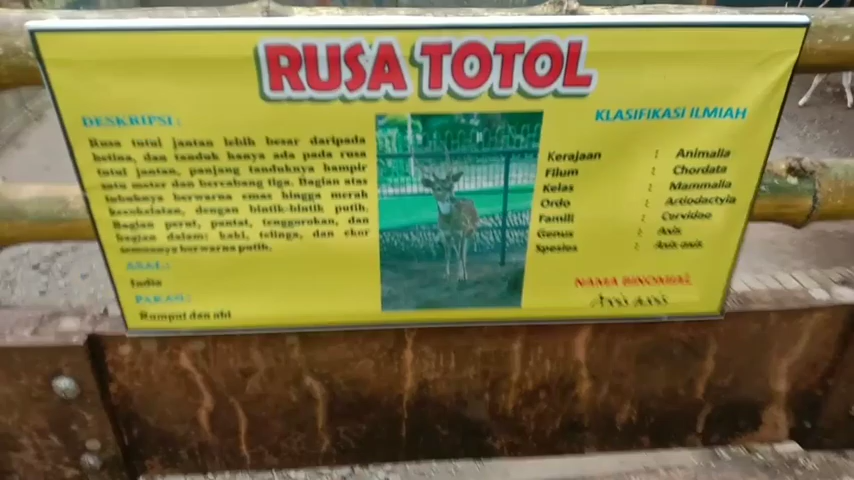 RUSA TOTOL
DESKRIPSI:
Rusa totul jantan lebih besar daripada
betina, dan tanduk hanya ada pada rusa
totul jantan, panjang tanduknya hampir
satu meter dan bercabang tiga. Bagian atas
tubuhnya berwarna emas hingga merah
kecokelatan, dengan bintik-bintik putih.
Bagian perut, pantat, tenggorokan, dan
bagian dalam: kaki, telinga, dan ekor
semuanya berwarna putih.
ASAL:
India
PAKAN:
Rumput dan ubi
KLASIFIKASI ILMIAH
Kerajaan : Animalia
Filum : Chordata
Kelas : Mammalia
Ordo : Artiodactyla
Famili : Cervidae
Genus : Axis
Spesies : Axis axis
NAMA BINOMIAL
Axis axis